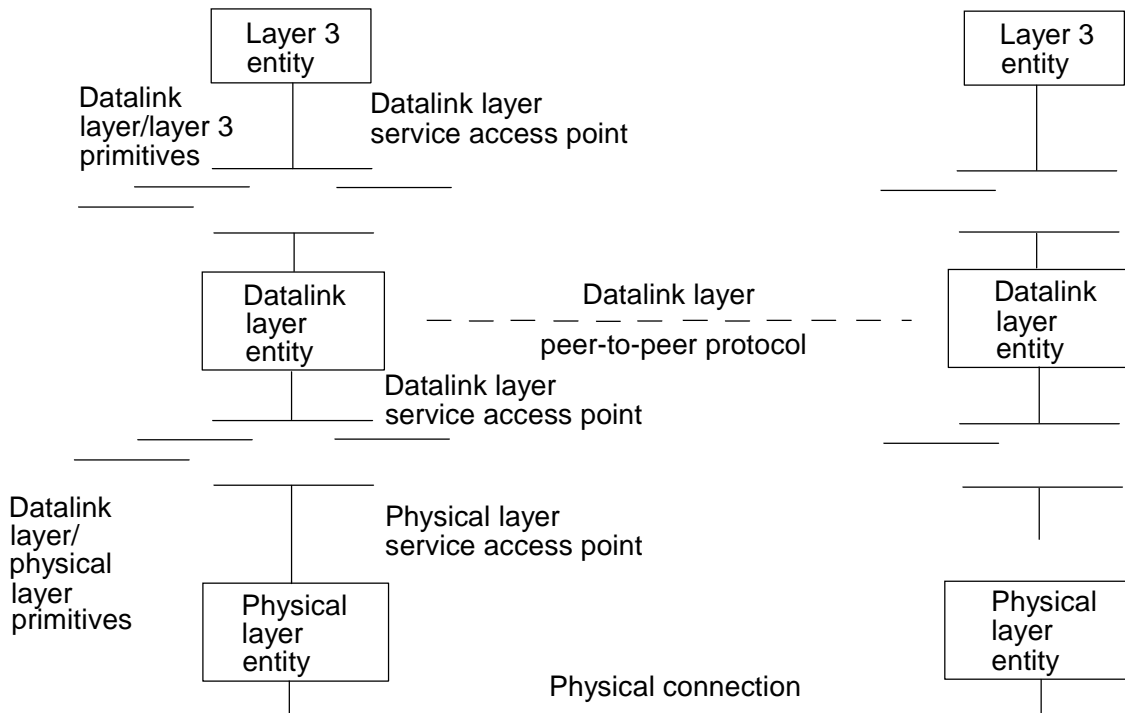 Layer 3
entity
Layer 3
entity
Datalink
layer/layer 3
primitives
Datalink layer
service access point
Datalink
layer
entity
Datalink layer
peer-to-peer protocol
Datalink
layer
entity
Datalink layer
service access point
Datalink
layer/
physical
layer
primitives
Physical layer
service access point
Physical
layer
entity
Physical connection
Physical
layer
entity